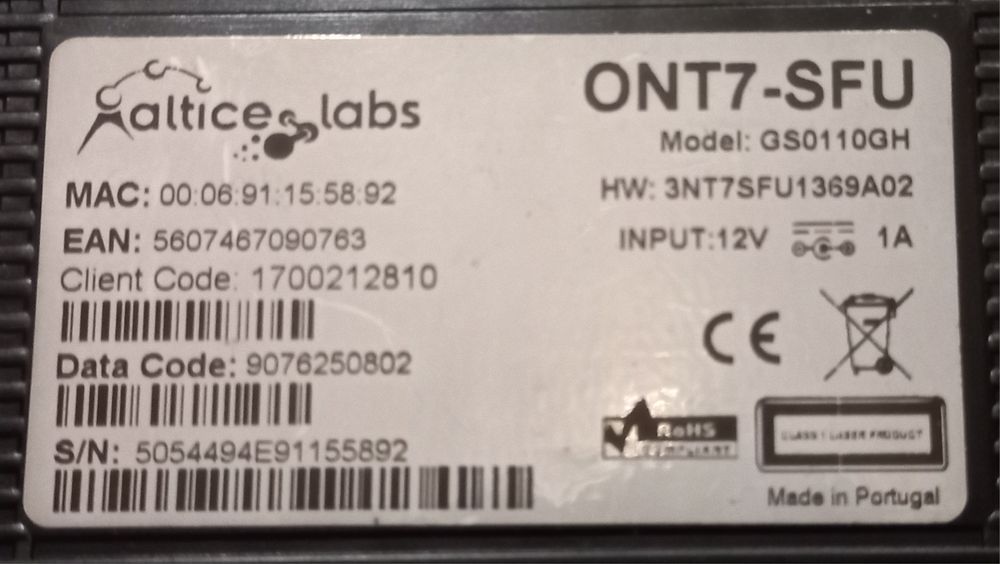 altice labs
ONT7-SFU
Model: GS0110GH
MAC: 00:06:91:15:58:92
HW: 3NT7SFU1369A02
EAN: 5607467090763
INPUT:12V 1A
Client Code: 1700212810
Data Code: 9076250802
S/N: 5054494E91155892
CE
RoHS
COMPLIANT
CLASS 1 LASER PRODUCT
Made in Portugal